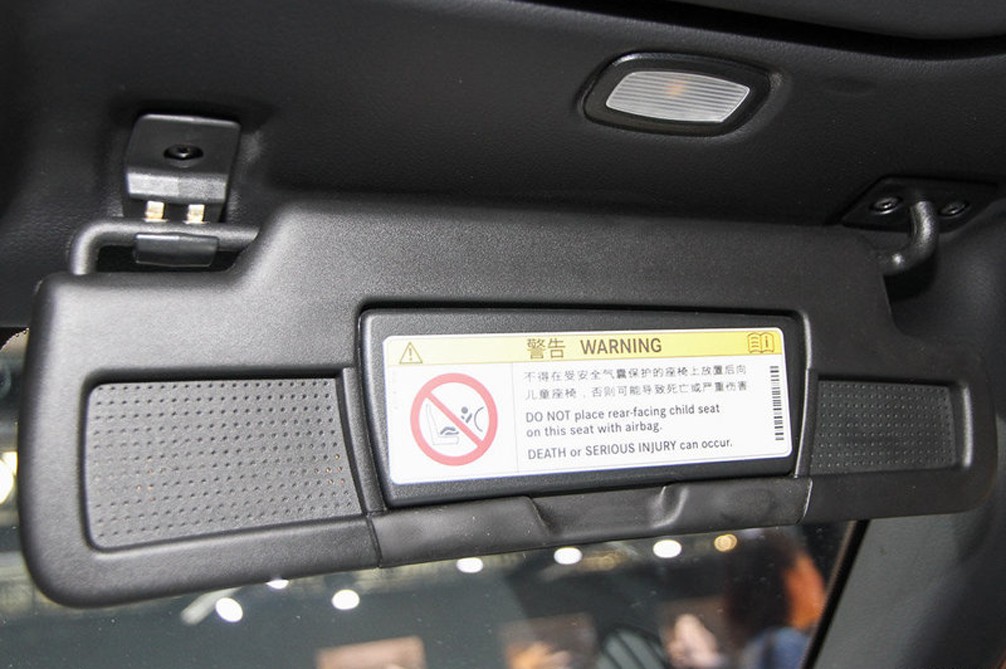 警告 WARNING
不得在受安全气囊保护的座椅上放置后向
儿童座椅，否则可能导致死亡或严重伤害
DO NOT place rear-facing child seat
on this seat with airbag.
DEATH or SERIOUS INJURY can occur.